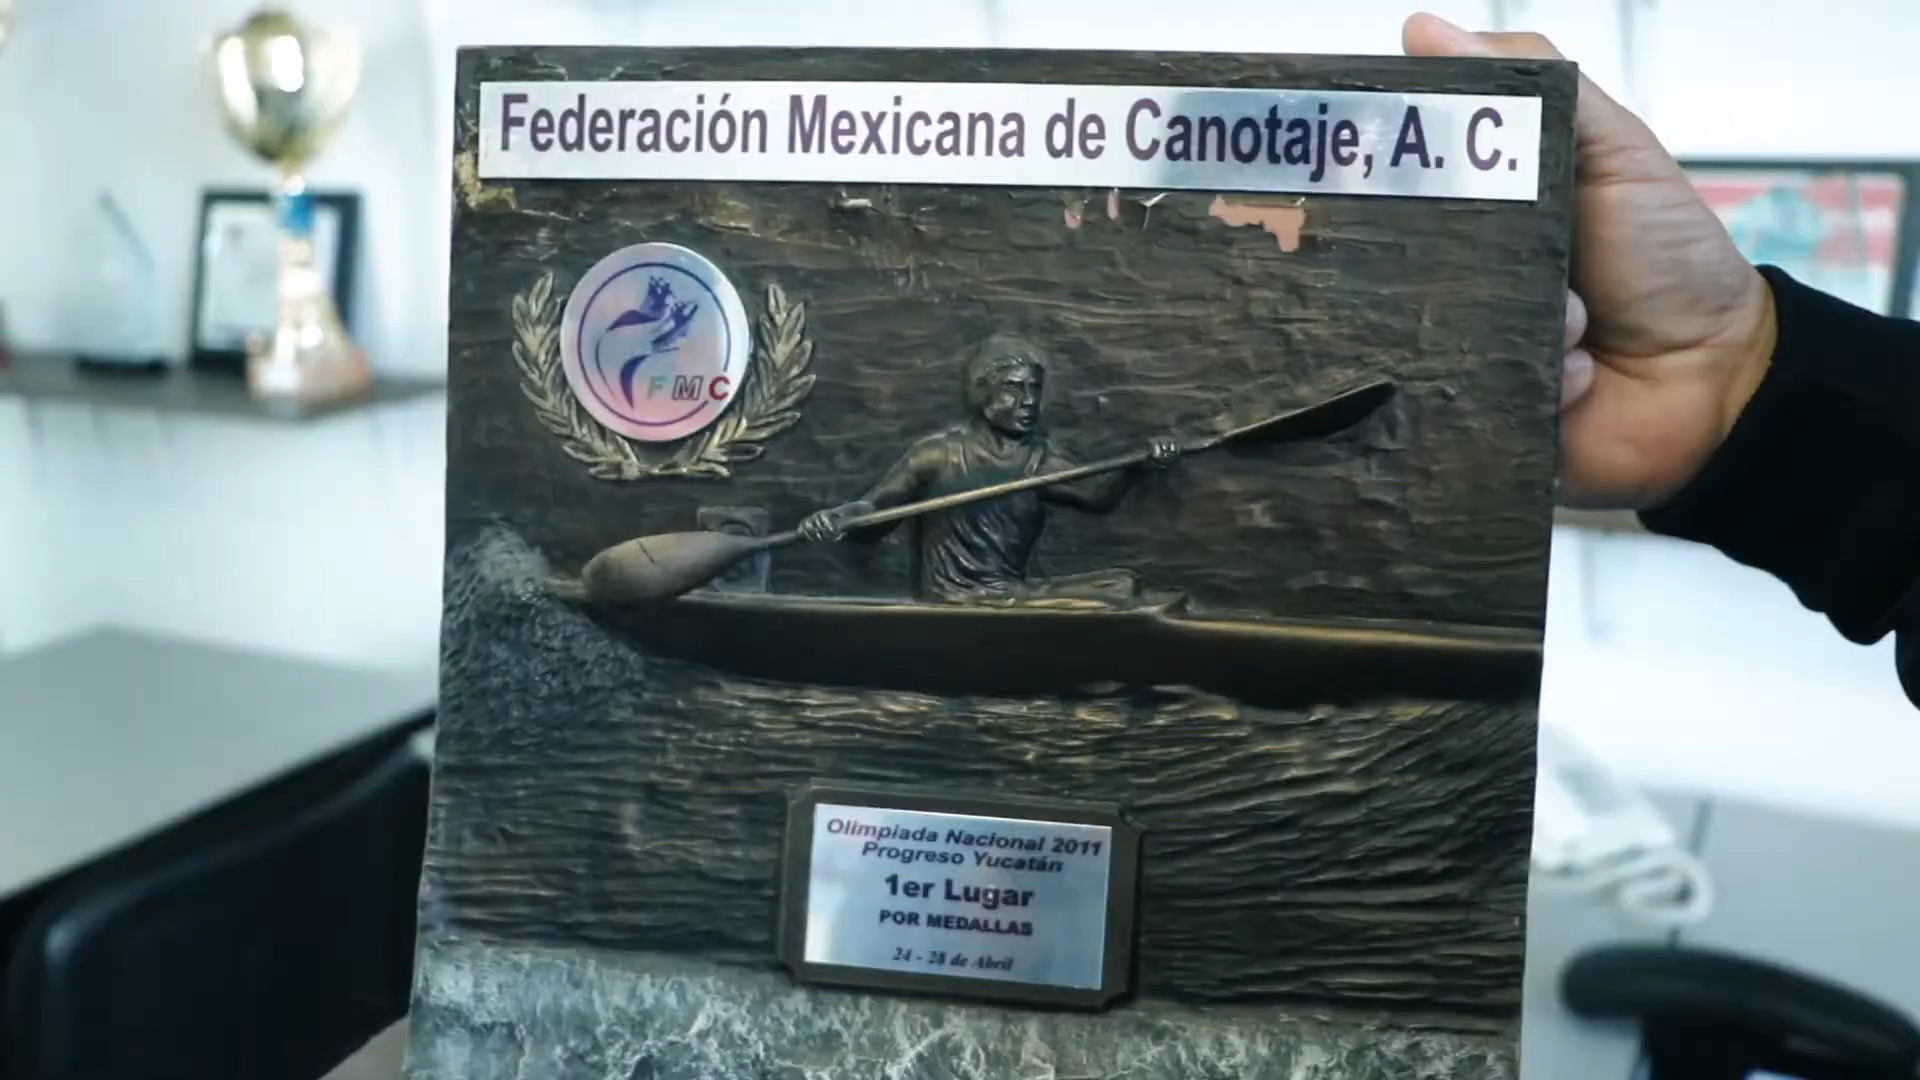 Federación Mexicana de Canotaje, A. C.
FMC
Olimpiada Nacional 2011
Progreso Yucatán
1er Lugar
POR MEDALLAS
24 - 28 de Abril